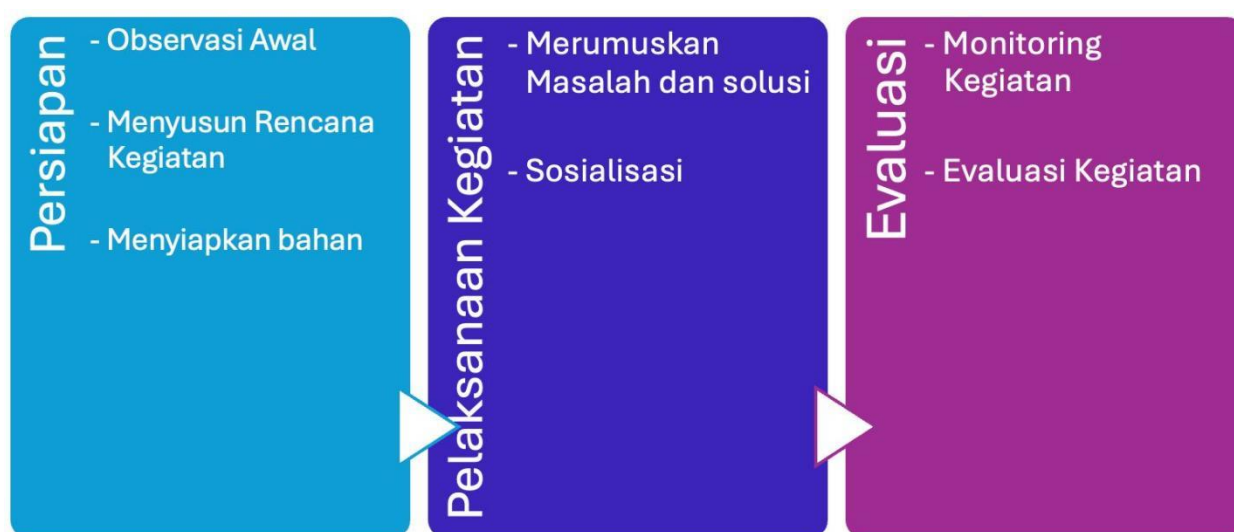 Persiapan
- Observasi Awal
- Menyusun Rencana
Kegiatan
- Menyiapkan bahan
Pelaksanaan Kegiatan
- Merumuskan
Masalah dan solusi
- Sosialisasi
Evaluasi
- Monitoring
Kegiatan
- Evaluasi Kegiatan